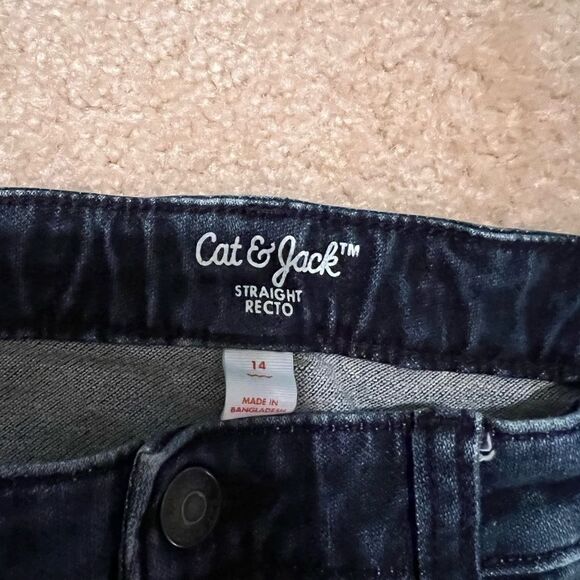 Cat & Jack™
STRAIGHT
RECTO
14
MADE IN
BANGLADESH